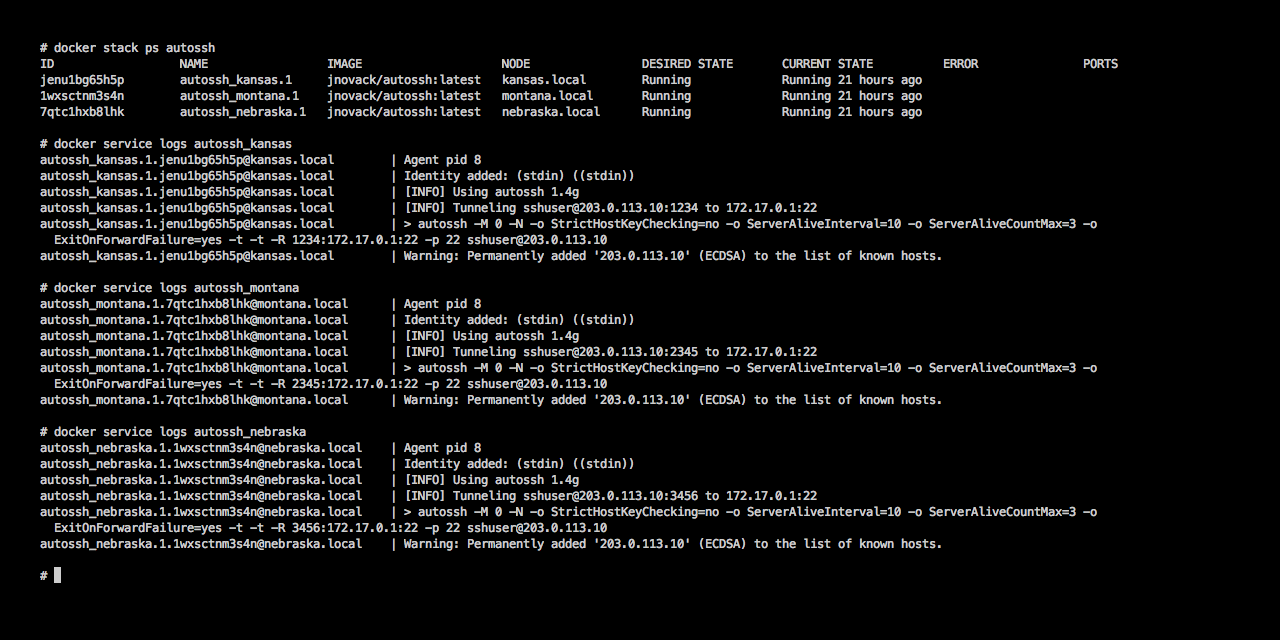 # docker stack ps autossh
ID NAME IMAGE NODE DESIRED STATE CURRENT STATE ERROR PORTS
jenu1bg65h5p autossh_kansas.1 jnovack/autossh:latest kansas.local Running Running 21 hours ago
1wxsctnm3s4n autossh_montana.1 jnovack/autossh:latest montana.local Running Running 21 hours ago
7qtc1hxb8lhk autossh_nebraska.1 jnovack/autossh:latest nebraska.local Running Running 21 hours ago
# docker service logs autossh_kansas
autossh_kansas.1.jenu1bg65h5p@kansas.local | Agent pid 8
autossh_kansas.1.jenu1bg65h5p@kansas.local | Identity added: (stdin) ((stdin))
autossh_kansas.1.jenu1bg65h5p@kansas.local | [INFO] Using autossh 1.4g
autossh_kansas.1.jenu1bg65h5p@kansas.local | [INFO] Tunneling sshuser@203.0.113.10:1234 to 172.17.0.1:22
autossh_kansas.1.jenu1bg65h5p@kansas.local | > autossh -M 0 -N -o StrictHostKeyChecking=no -o ServerAliveInterval=10 -o ServerAliveCountMax=3 -o
ExitOnForwardFailure=yes -t -t -R 1234:172.17.0.1:22 -p 22 sshuser@203.0.113.10
autossh_kansas.1.jenu1bg65h5p@kansas.local | Warning: Permanently added '203.0.113.10' (ECDSA) to the list of known hosts.
# docker service logs autossh_montana
autossh_montana.1.7qtc1hxb8lhk@montana.local | Agent pid 8
autossh_montana.1.7qtc1hxb8lhk@montana.local | Identity added: (stdin) ((stdin))
autossh_montana.1.7qtc1hxb8lhk@montana.local | [INFO] Using autossh 1.4g
autossh_montana.1.7qtc1hxb8lhk@montana.local | [INFO] Tunneling sshuser@203.0.113.10:2345 to 172.17.0.1:22
autossh_montana.1.7qtc1hxb8lhk@montana.local | > autossh -M 0 -N -o StrictHostKeyChecking=no -o ServerAliveInterval=10 -o ServerAliveCountMax=3 -o
ExitOnForwardFailure=yes -t -t -R 2345:172.17.0.1:22 -p 22 sshuser@203.0.113.10
autossh_montana.1.7qtc1hxb8lhk@montana.local | Warning: Permanently added '203.0.113.10' (ECDSA) to the list of known hosts.
# docker service logs autossh_nebraska
autossh_nebraska.1.1wxsctnm3s4n@nebraska.local | Agent pid 8
autossh_nebraska.1.1wxsctnm3s4n@nebraska.local | Identity added: (stdin) ((stdin))
autossh_nebraska.1.1wxsctnm3s4n@nebraska.local | [INFO] Using autossh 1.4g
autossh_nebraska.1.1wxsctnm3s4n@nebraska.local | [INFO] Tunneling sshuser@203.0.113.10:3456 to 172.17.0.1:22
autossh_nebraska.1.1wxsctnm3s4n@nebraska.local | > autossh -M 0 -N -o StrictHostKeyChecking=no -o ServerAliveInterval=10 -o ServerAliveCountMax=3 -o
ExitOnForwardFailure=yes -t -t -R 3456:172.17.0.1:22 -p 22 sshuser@203.0.113.10
autossh_nebraska.1.1wxsctnm3s4n@nebraska.local | Warning: Permanently added '203.0.113.10' (ECDSA) to the list of known hosts.
#